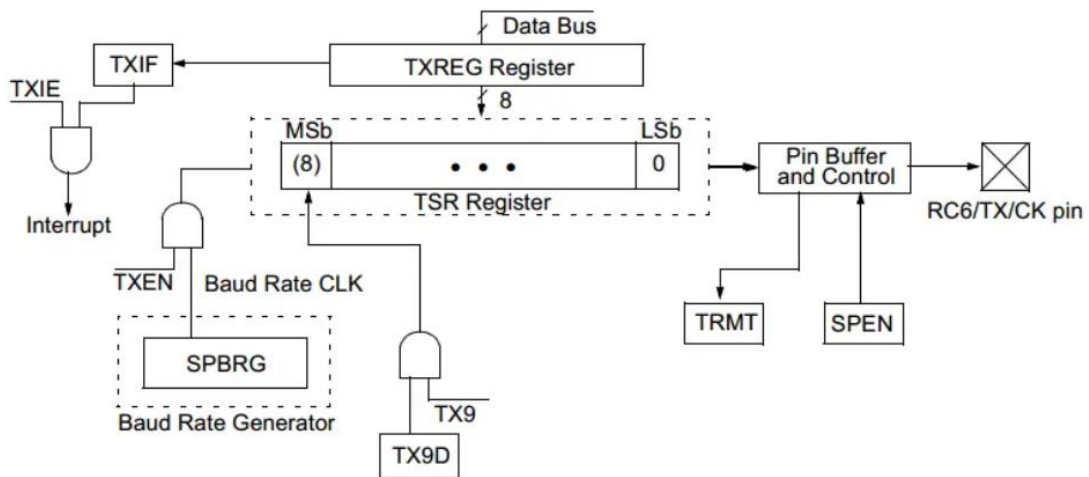 Data Bus
TXIF
TXREG Register
TXIE
8
MSb
LSb
(8)
• • •
0
TSR Register
Pin Buffer
and Control
Interrupt
RC6/TX/CK pin
TXEN
Baud Rate CLK
TRMT
SPEN
SPBRG
Baud Rate Generator
TX9
TX9D